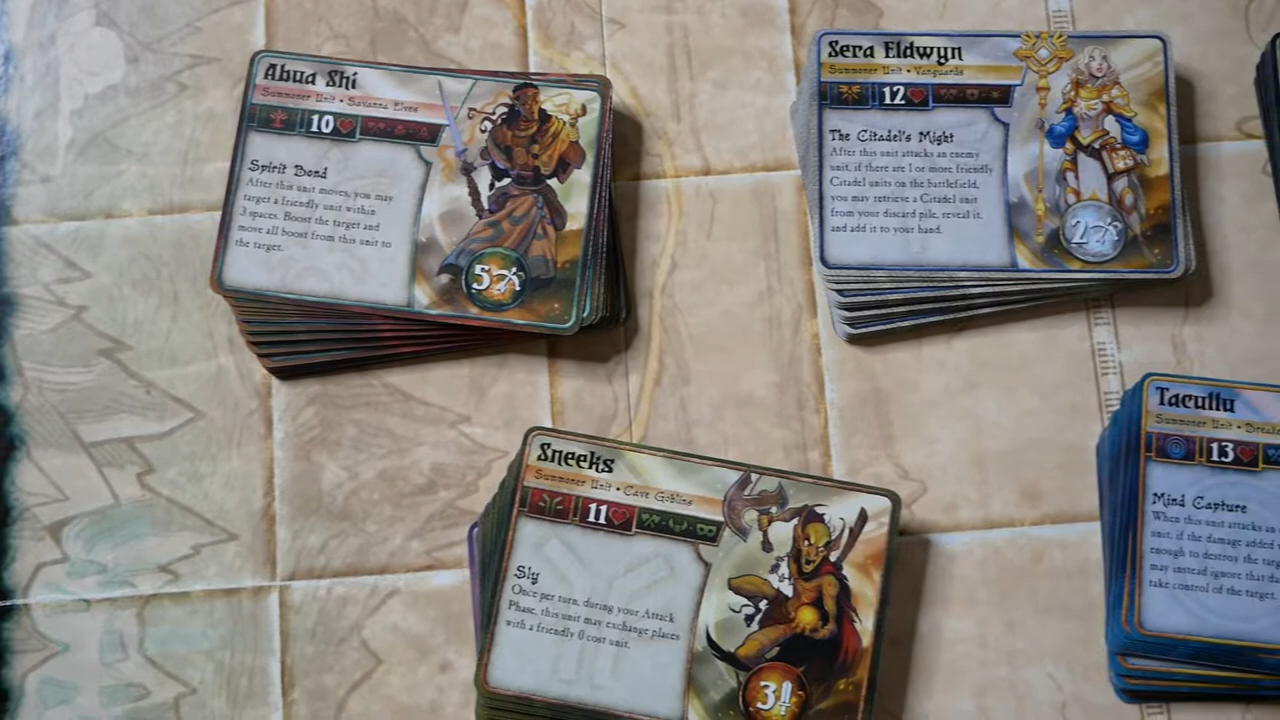 Abua Shi
Summoner Unit • Savanna Elves
10
Spirit Bond
After this unit moves, you may
target a friendly unit within
3 spaces. Boost the target and
move all boost from this unit to
the target.
5
Sera Eldwyn
Summoner Unit • Vanguards
12
The Citadel's Might
After this unit attacks an enemy
unit, if there are 1 or more friendly
Citadel units on the battlefield,
you may retrieve a Citadel unit
from your discard pile, reveal it,
and add it to your hand.
2
Sneeks
Summoner Unit • Cave Goblins
11
Sly
Once per turn, during your Attack
Phase, this unit may exchange places
with a friendly 0 cost unit.
3
Tacullu
Summoner Unit •
13
Mind Capture
When this unit attacks an
unit, if the damage added
enough to destroy the
may instead ignore that
take control of the target.